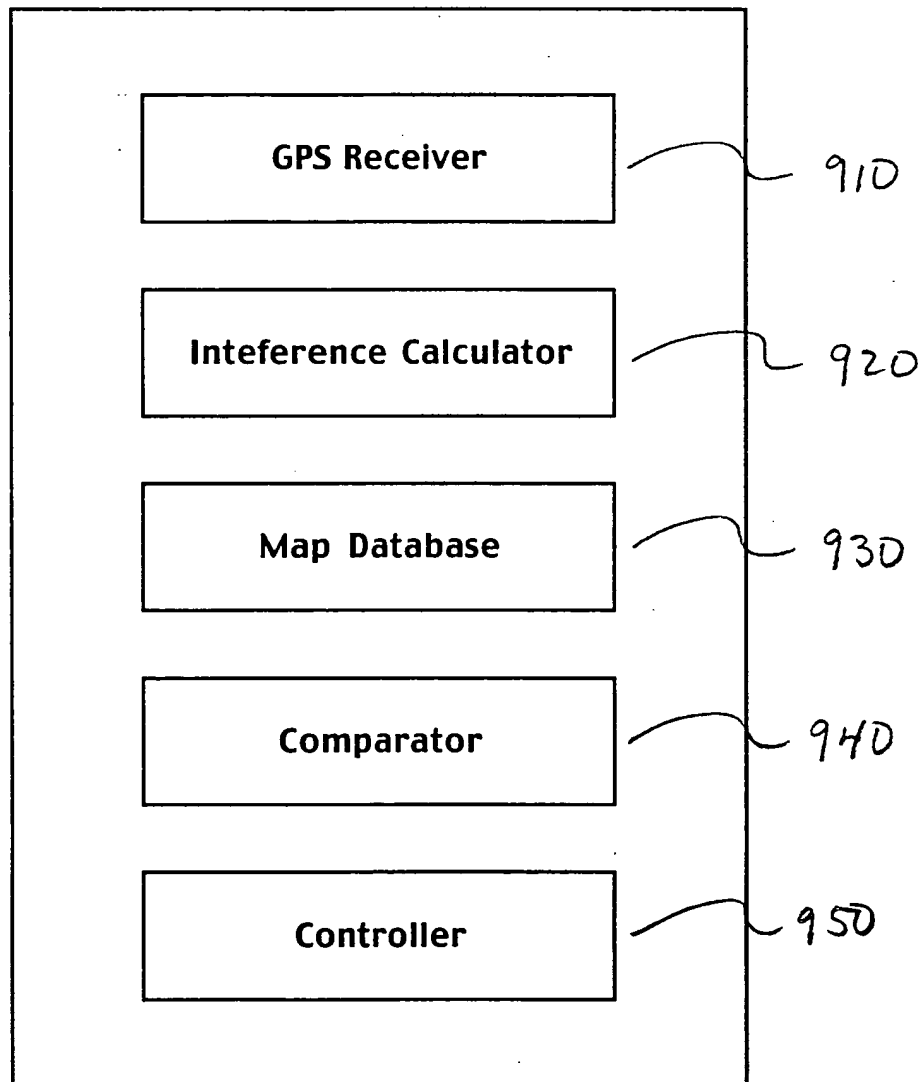 GPS Receiver 910
Inteference Calculator 920
Map Database 930
Comparator 940
Controller 950